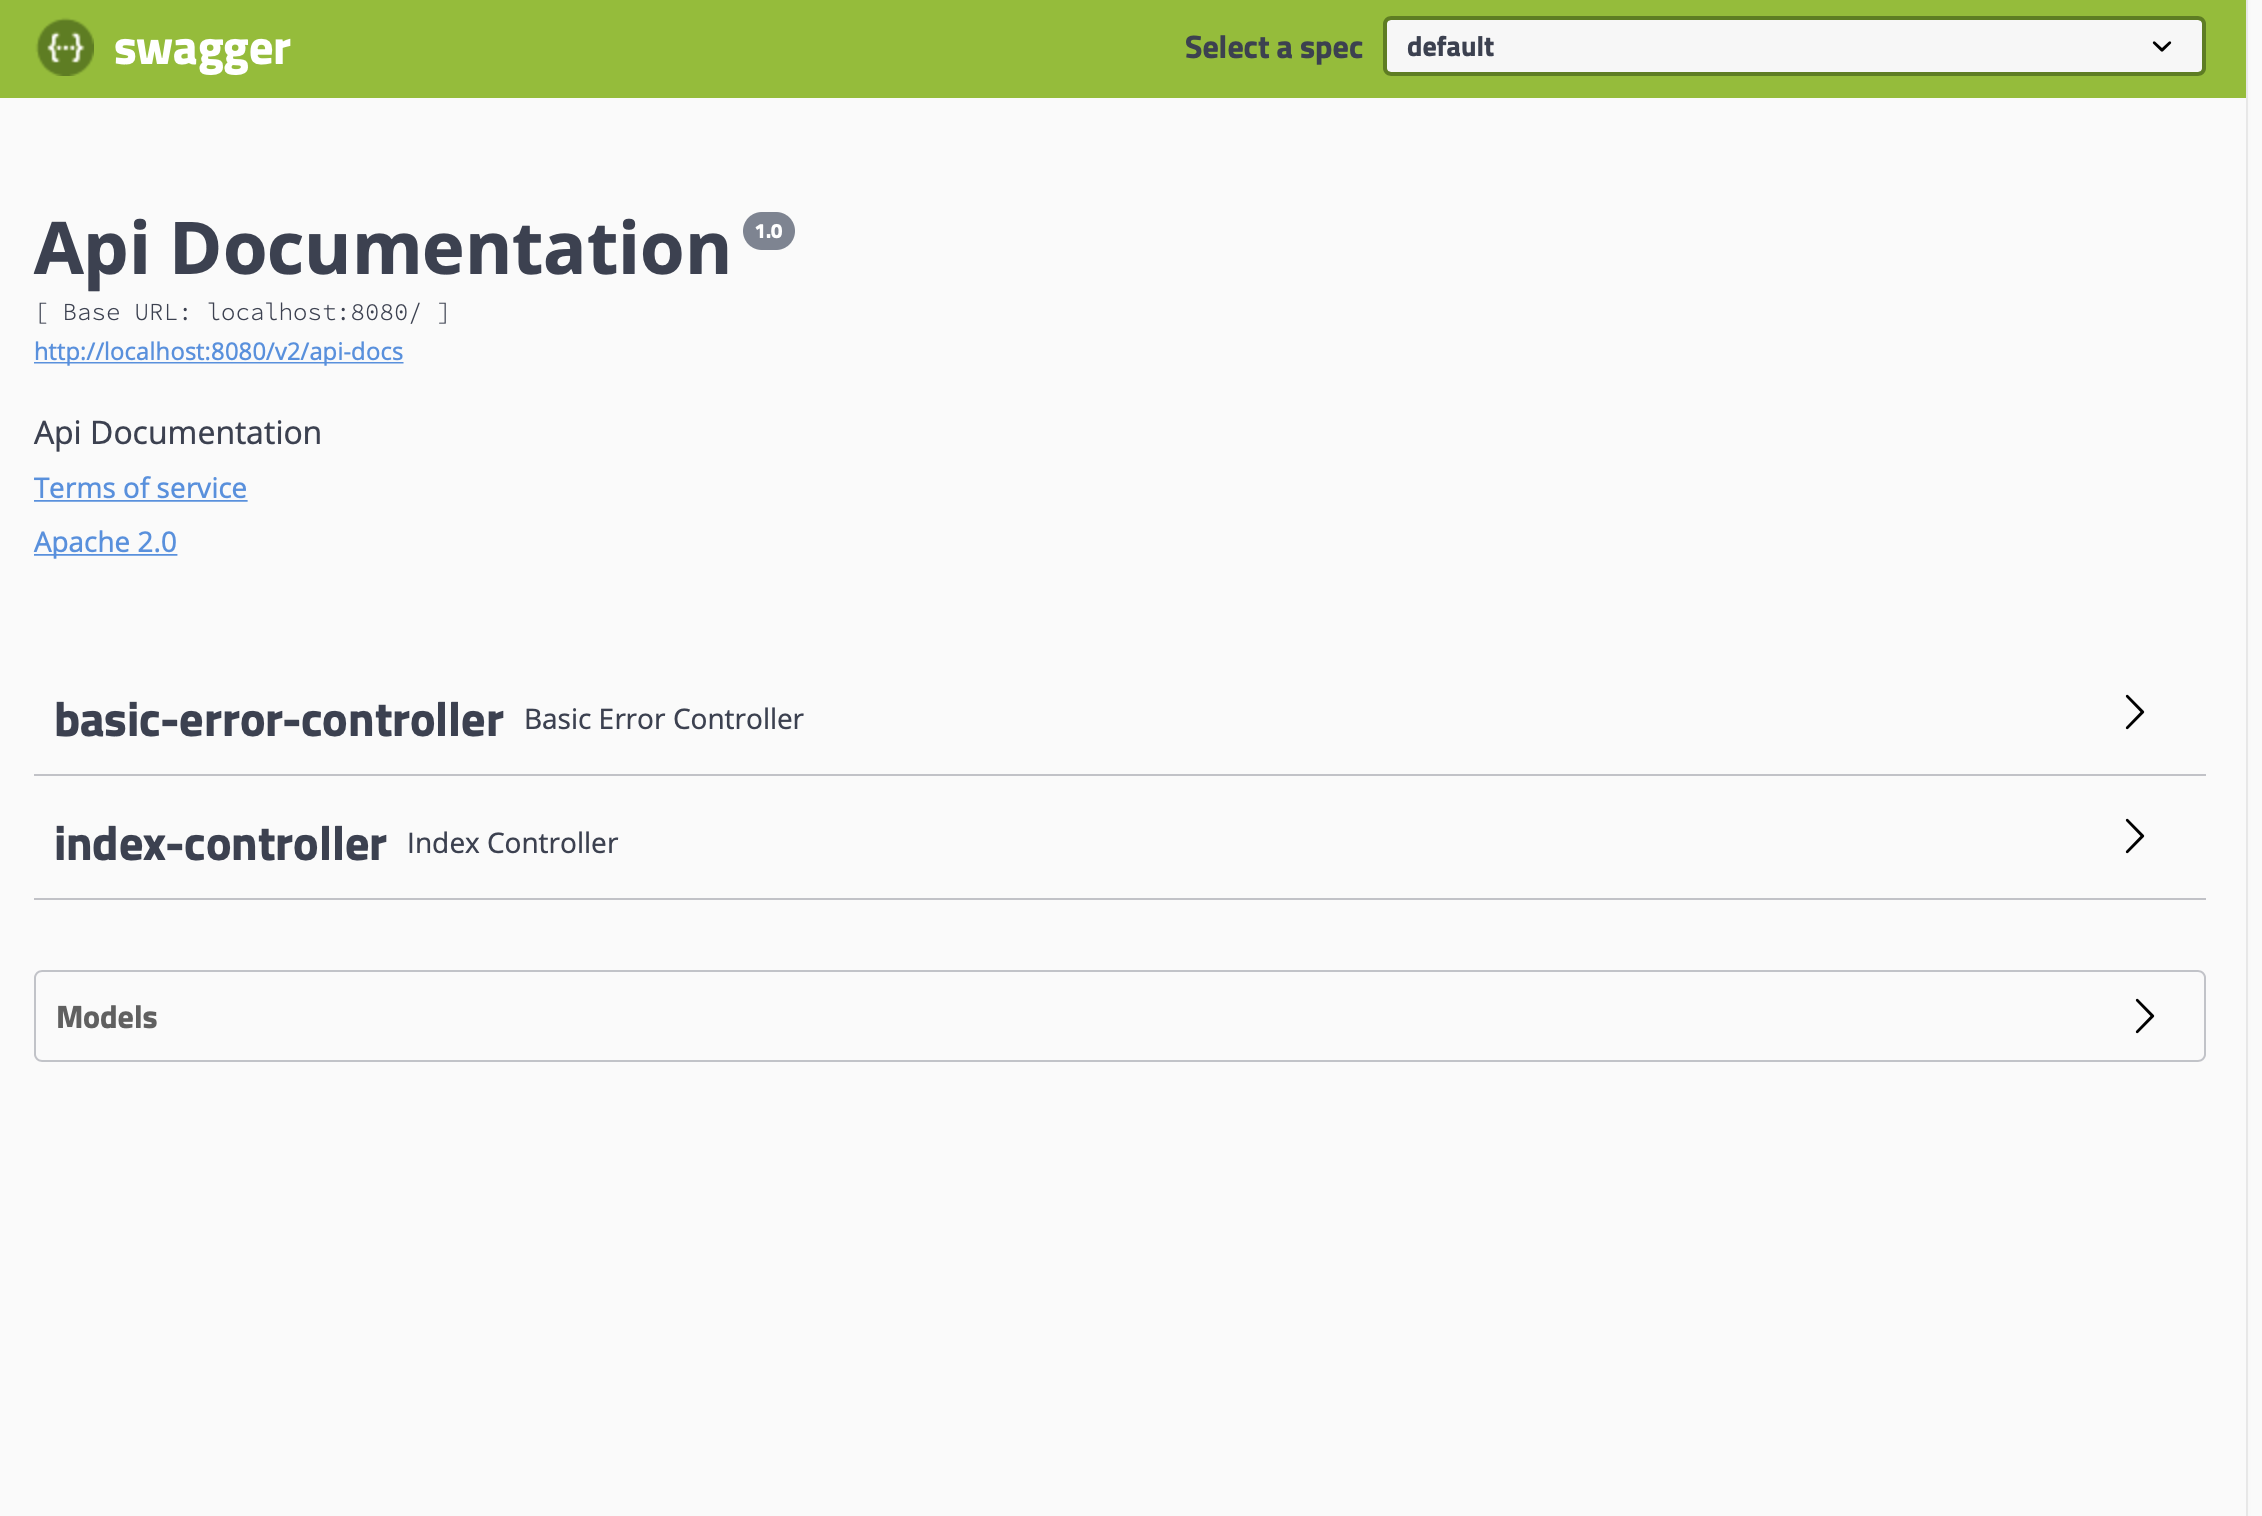 {...} swagger Select a spec default
Api Documentation 1.0
[ Base URL: localhost:8080/ ]
http://localhost:8080/v2/api-docs
Api Documentation
Terms of service
Apache 2.0
basic-error-controller Basic Error Controller
index-controller Index Controller
Models